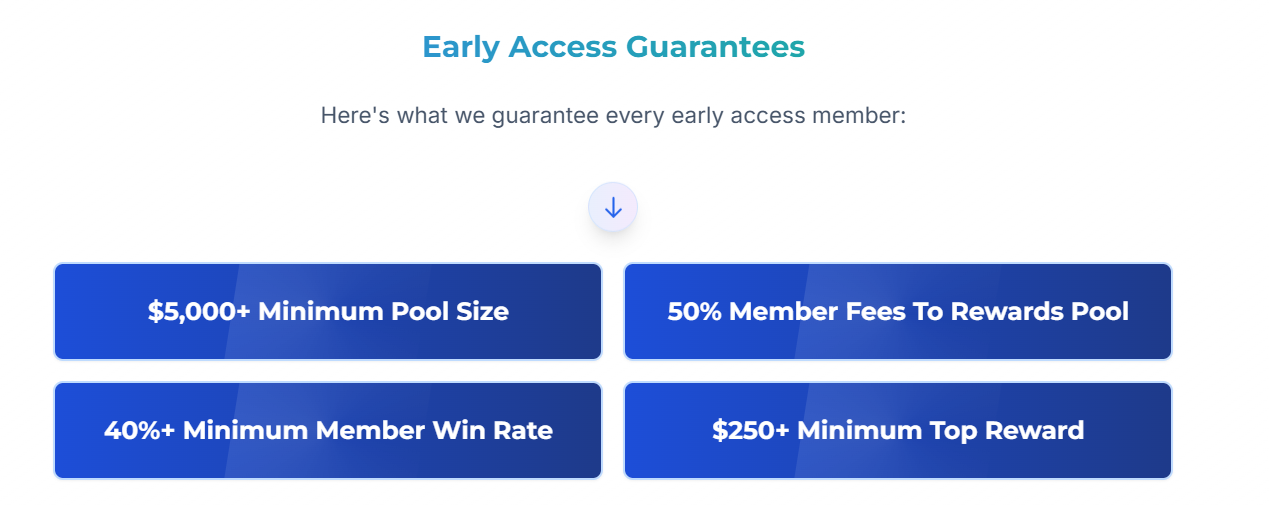 Early Access Guarantees
Here's what we guarantee every early access member:
$5,000+ Minimum Pool Size
50% Member Fees To Rewards Pool
40%+ Minimum Member Win Rate
$250+ Minimum Top Reward